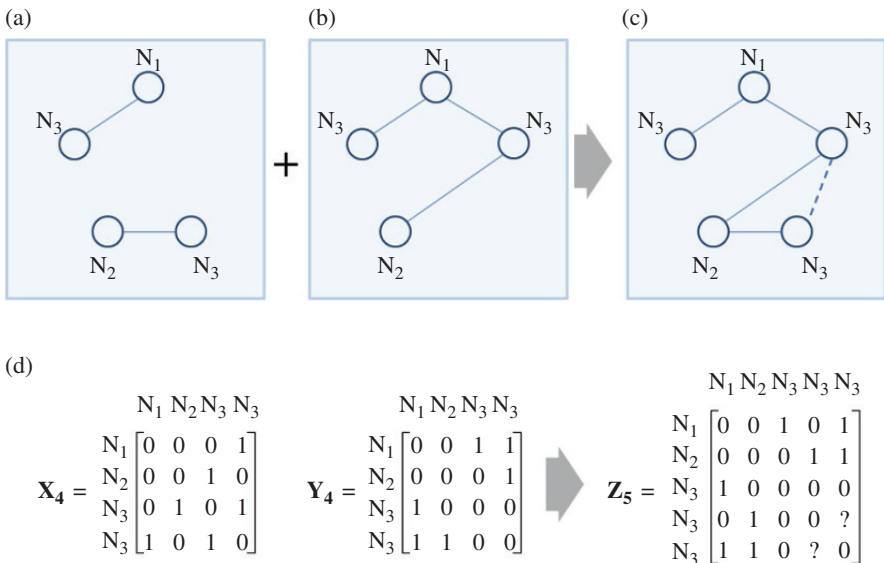 (a) (b) (c)
N₁ N₁ N₁
N₃ N₃ N₃ N₃ N₃
+
N₂ N₃ N₂ N₂ N₃
(d)
N₁ N₂ N₃ N₃ N₁ N₂ N₃ N₃ N₁ N₂ N₃ N₃ N₃
X₄ =
N₁ 0 0 0 1
N₂ 0 0 1 0
N₃ 0 1 0 1
N₃ 1 0 1 0
Y₄ =
N₁ 0 0 1 1
N₂ 0 0 0 1
N₃ 1 0 0 0
N₃ 1 1 0 0
Z₅ =
N₁ 0 0 1 0 1
N₂ 0 0 0 1 1
N₃ 1 0 0 0 0
N₃ 0 1 0 0 ?
N₃ 1 1 0 ? 0